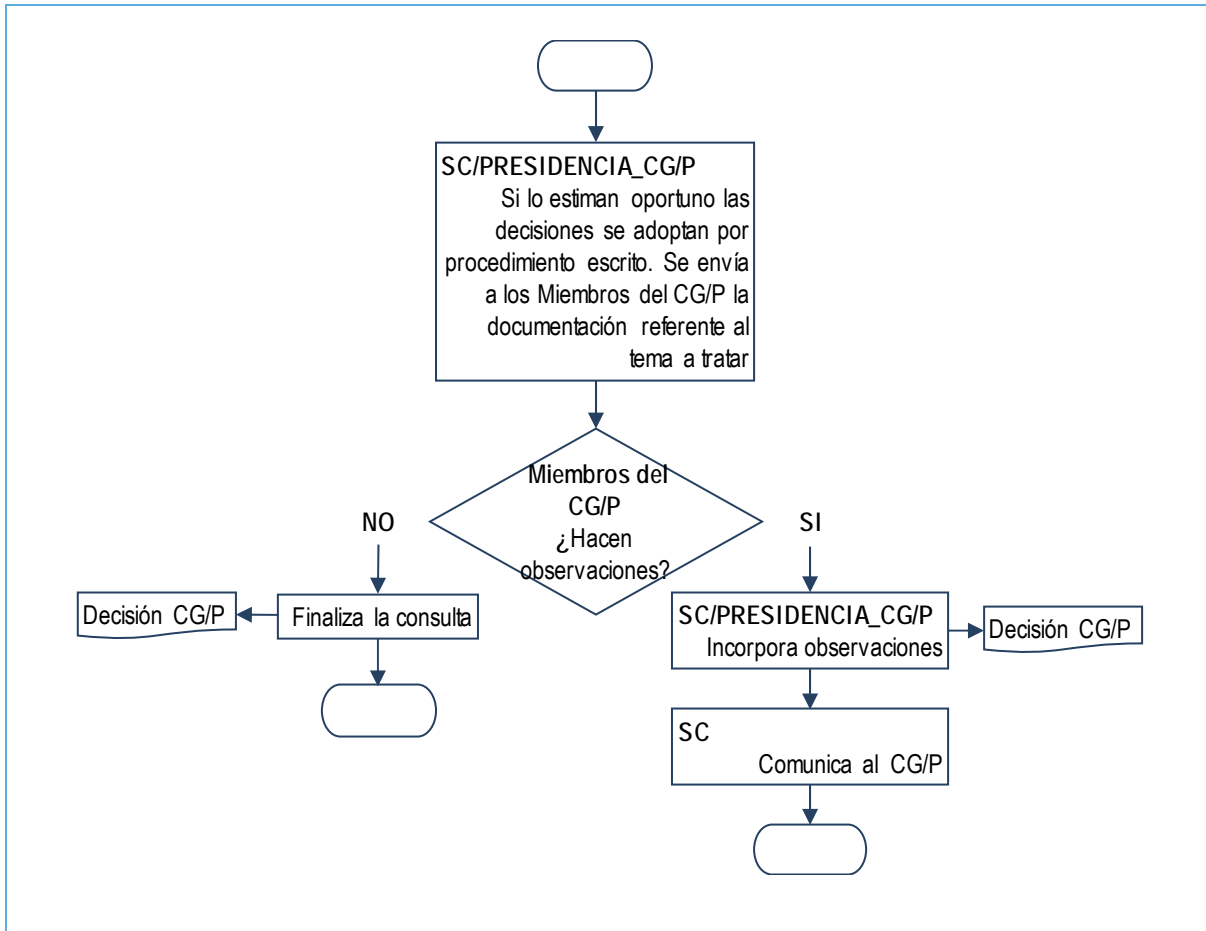 SC/PRESIDENCIA_CG/P
Si lo estiman oportuno las
decisiones se adoptan por
procedimiento escrito. Se envía
a los Miembros del CG/P la
documentación referente al
tema a tratar
Miembros del
CG/P
¿Hacen
observaciones?
NO
SI
Decisión CG/P
Finaliza la consulta
SC/PRESIDENCIA_CG/P
Incorpora observaciones
Decisión CG/P
SC
Comunica al CG/P